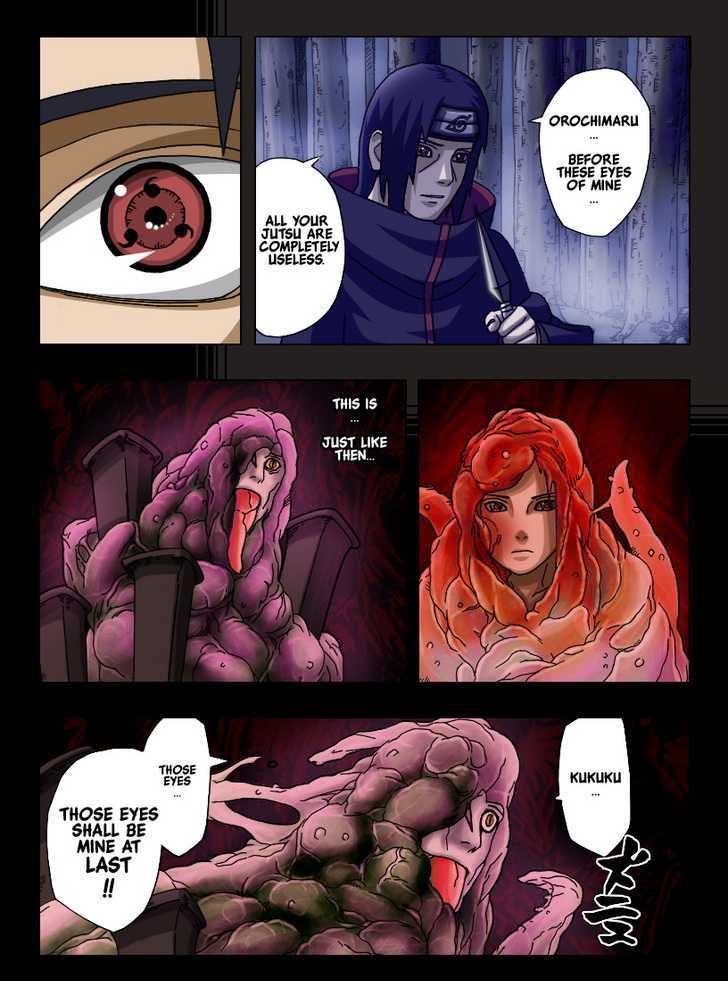 OROCHIMARU
...
BEFORE
THESE EYES
OF MINE
...
ALL YOUR
JUTSU ARE
COMPLETELY
USELESS.
THIS IS
...
JUST LIKE
THEN...
KUKUKU
...
THOSE
EYES
...
THOSE EYES
SHALL BE
MINE AT
LAST
!!